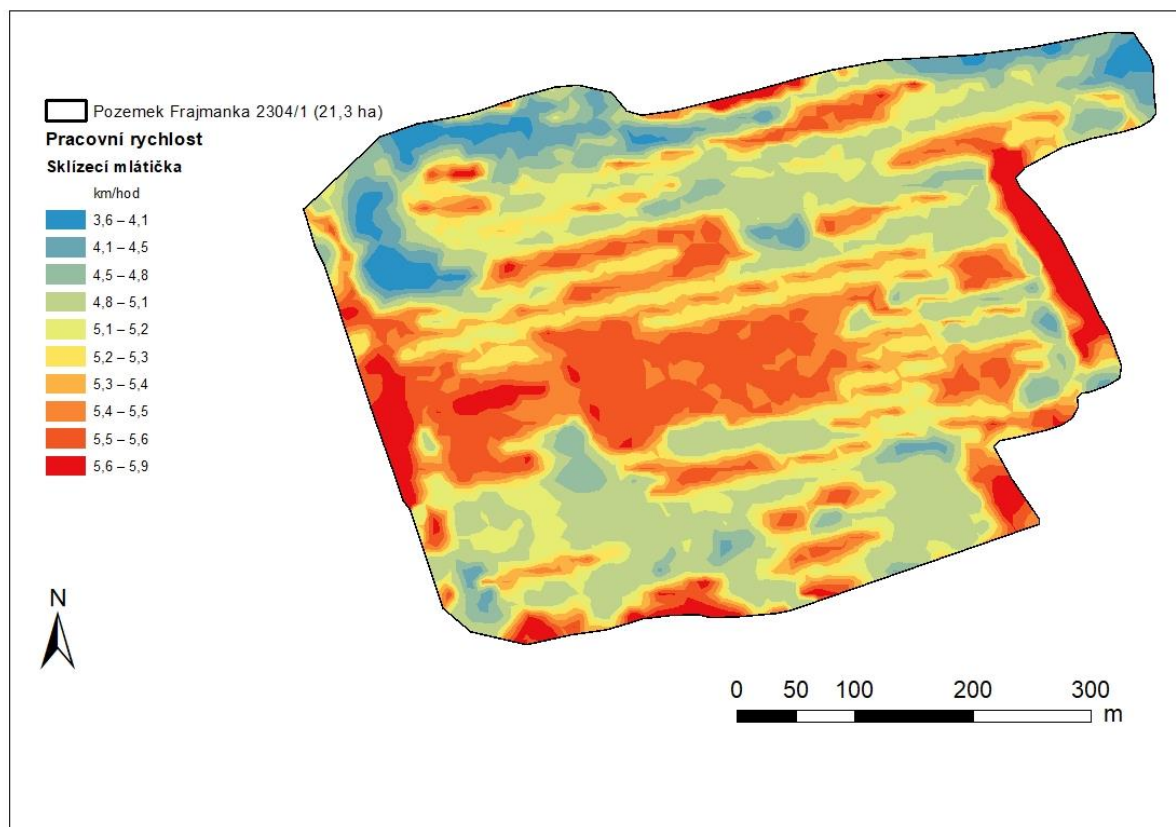 Pozemek Frajmanka 2304/1 (21,3 ha)
Pracovní rychlost
Sklízecí mlátička
km/hod
3,6 – 4,1
4,1 – 4,5
4,5 – 4,8
4,8 – 5,1
5,1 – 5,2
5,2 – 5,3
5,3 – 5,4
5,4 – 5,5
5,5 – 5,6
5,6 – 5,9
N
0 50 100 200 300
m